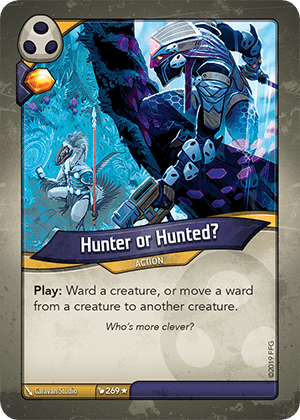 Hunter or Hunted?
ACTION
Play: Ward a creature, or move a ward
from a creature to another creature.
Who's more clever?
Caravan Studio
269
©2019 FFG